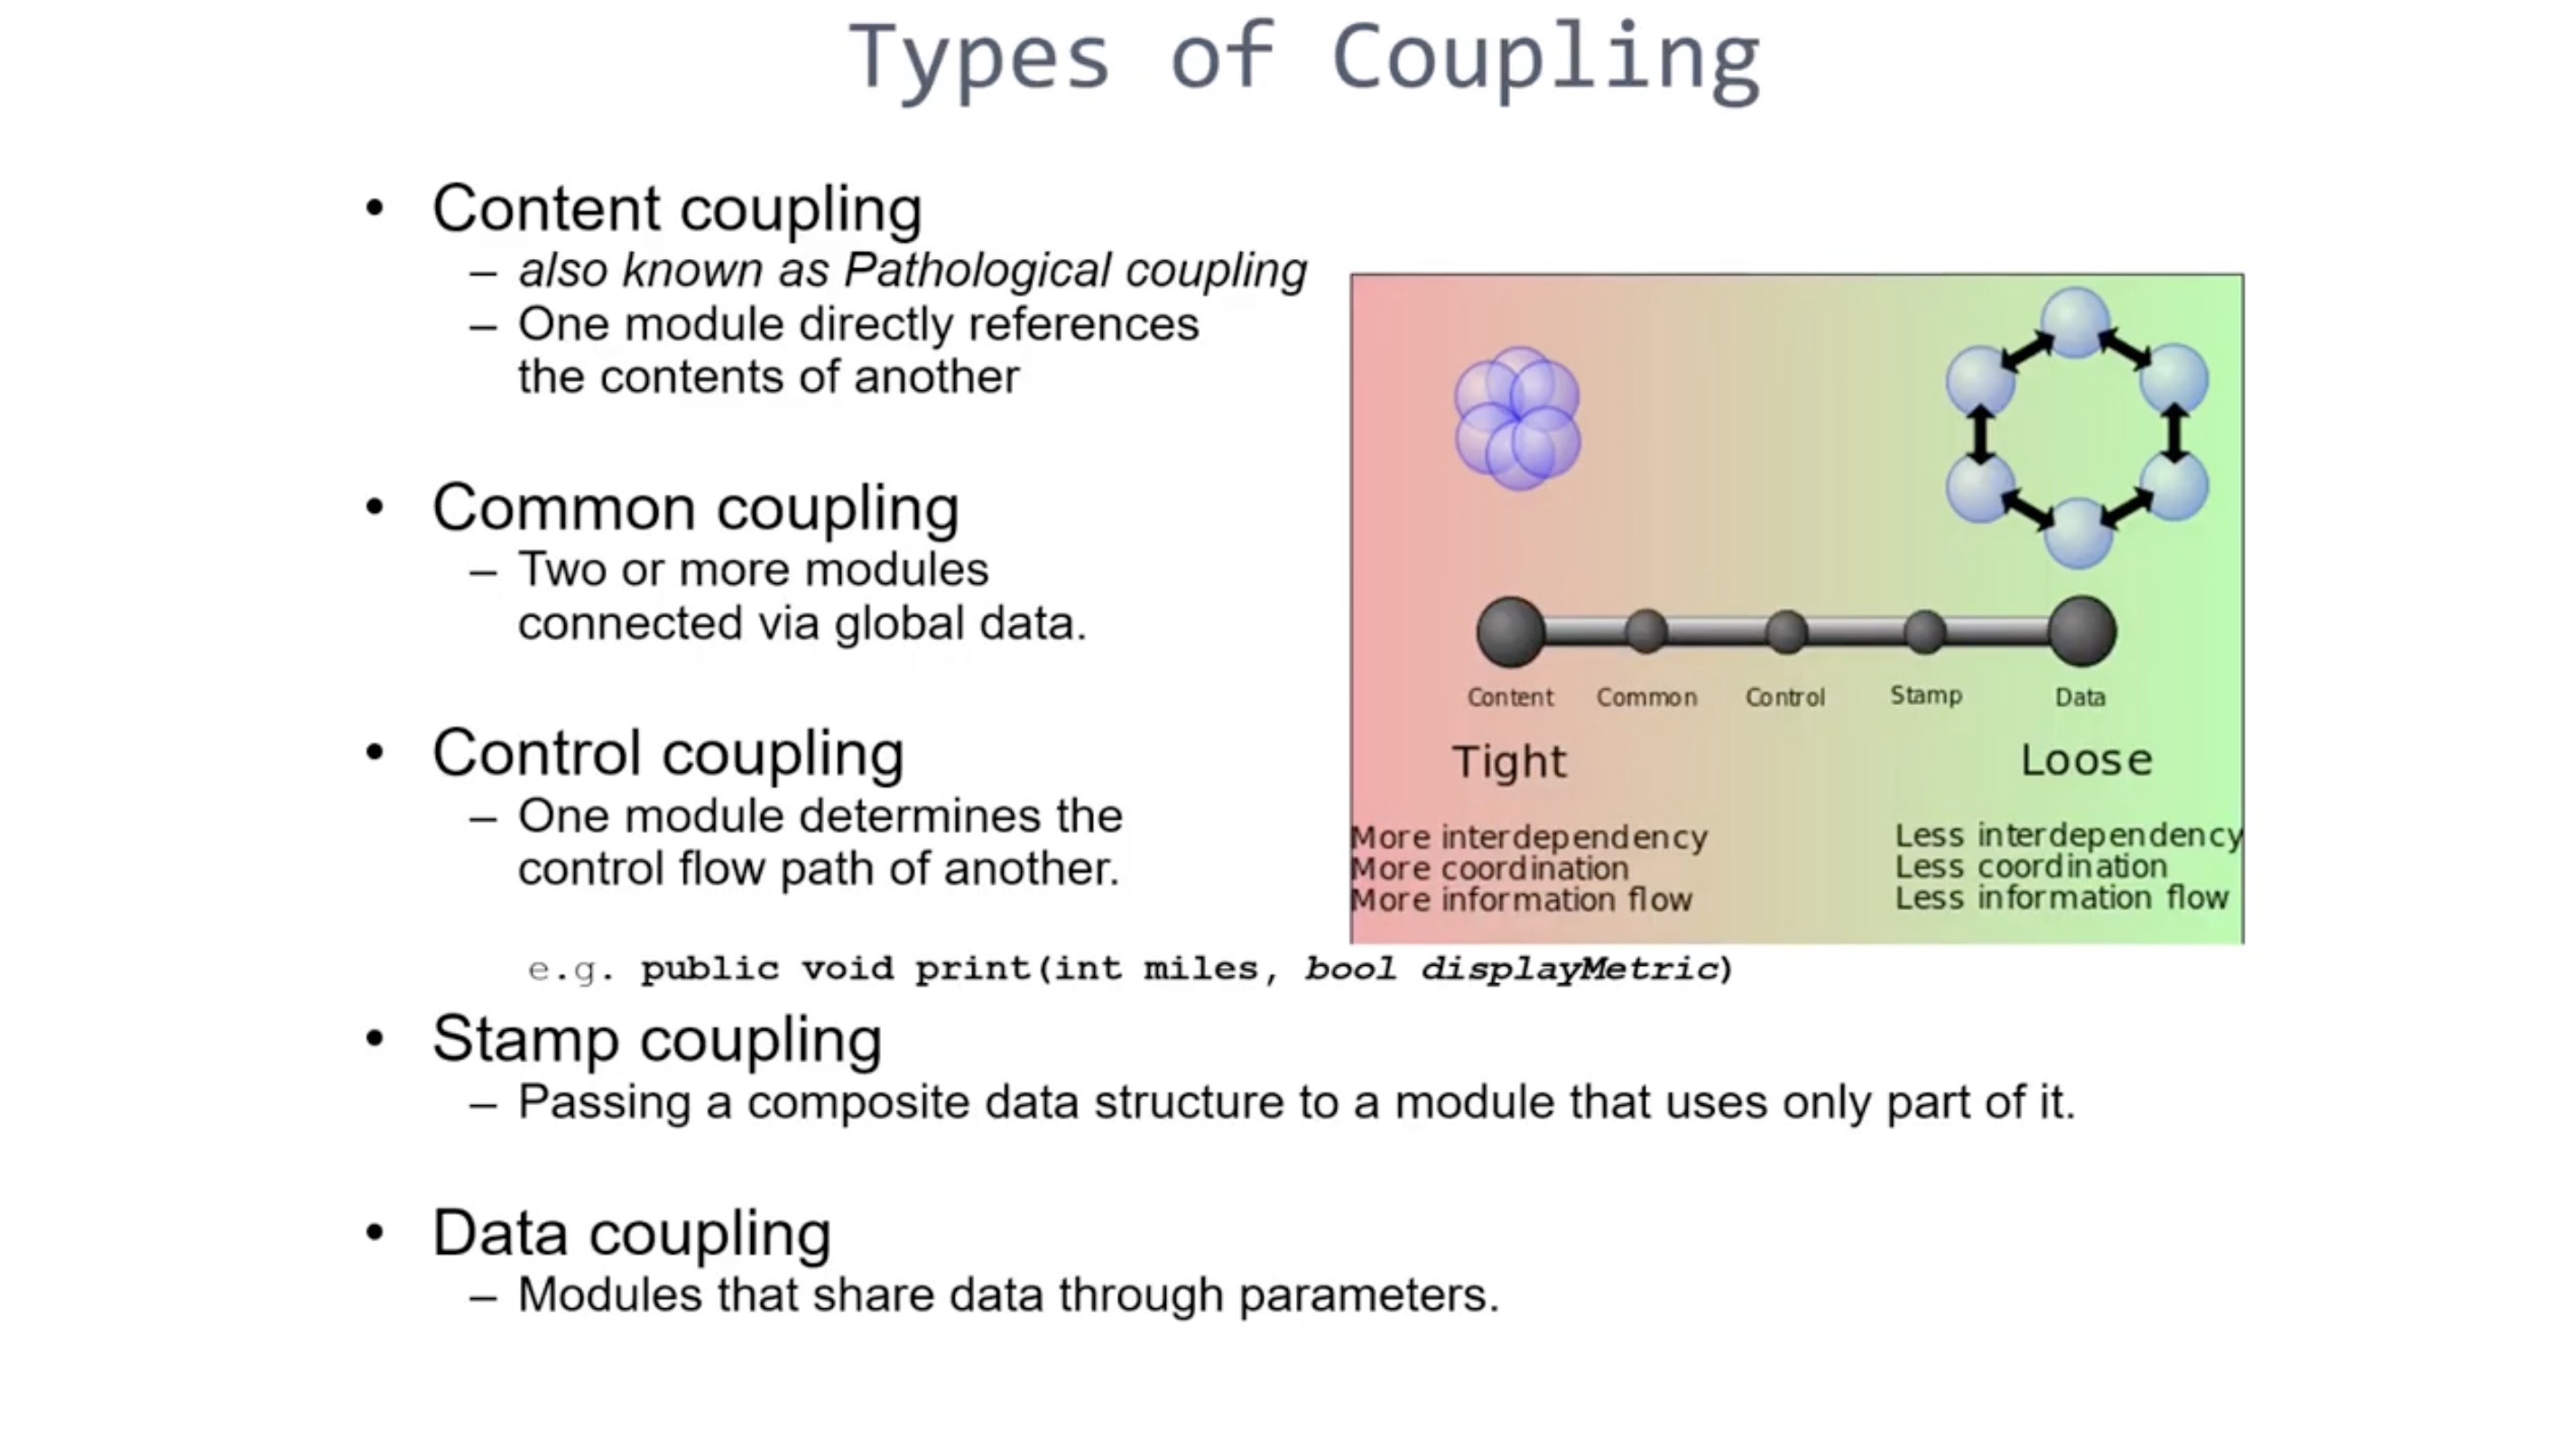 Types of Coupling
• Content coupling
– also known as Pathological coupling
– One module directly references
the contents of another
• Common coupling
– Two or more modules
connected via global data.
• Control coupling
– One module determines the
control flow path of another.
e.g. public void print(int miles, bool displayMetric)
• Stamp coupling
– Passing a composite data structure to a module that uses only part of it.
• Data coupling
– Modules that share data through parameters.
Content Common Control Stamp Data
Tight Loose
More interdependency
More coordination
More information flow
Less interdependency
Less coordination
Less information flow